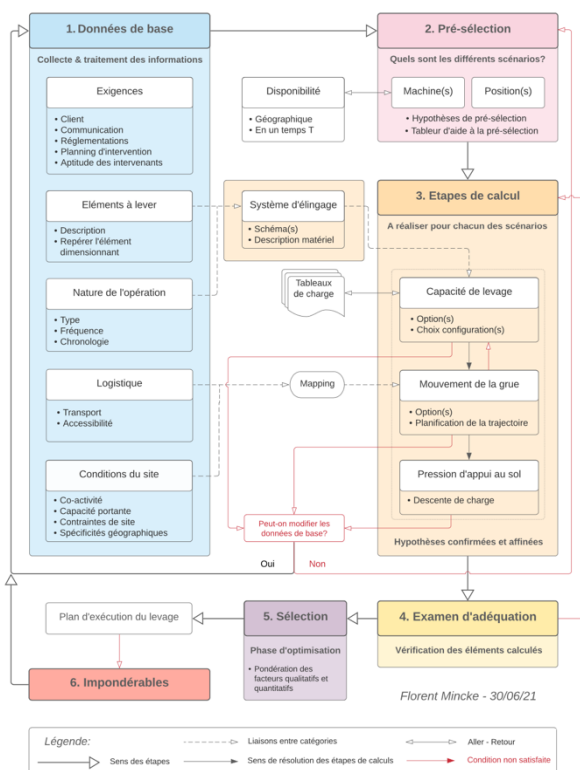 1. Données de base
Collecte & traitement des informations
Exigences
• Client
• Communication
• Réglementations
• Planning d'intervention
• Aptitude des intervenants
Eléments à lever
• Description
• Repérer l'élément
dimensionnant
Nature de l'opération
• Type
• Fréquence
• Chronologie
Logistique
• Transport
• Accessibilité
Conditions du site
• Co-activité
• Capacité portante
• Contraintes de site
• Spécificités géographiques
Disponibilité
• Géographique
• En un temps T
2. Pré-sélection
Quels sont les différents scénarios?
Machine(s)
Position(s)
• Hypothèses de pré-sélection
• Tableur d'aide à la pré-sélection
Système d'élingage
• Schéma(s)
• Description matériel
Tableaux
de charge
Mapping
3. Etapes de calcul
A réaliser pour chacun des scénarios
Capacité de levage
• Option(s)
• Choix configuration(s)
Mouvement de la grue
• Option(s)
• Planification de la trajectoire
Pression d'appui au sol
• Descente de charge
Hypothèses confirmées et affinées
Peut-on modifier les
données de base?
Oui
Non
4. Examen d'adéquation
Vérification des éléments calculés
5. Sélection
Phase d'optimisation
• Pondération des
facteurs qualitatifs et
quantitatifs
Plan d'exécution du levage
6. Impondérables
Florent Mincke - 30/06/21
Légende:
Liaisons entre catégories
Aller - Retour
Sens des étapes
Sens de résolution des étapes de calculs
Condition non satisfaite